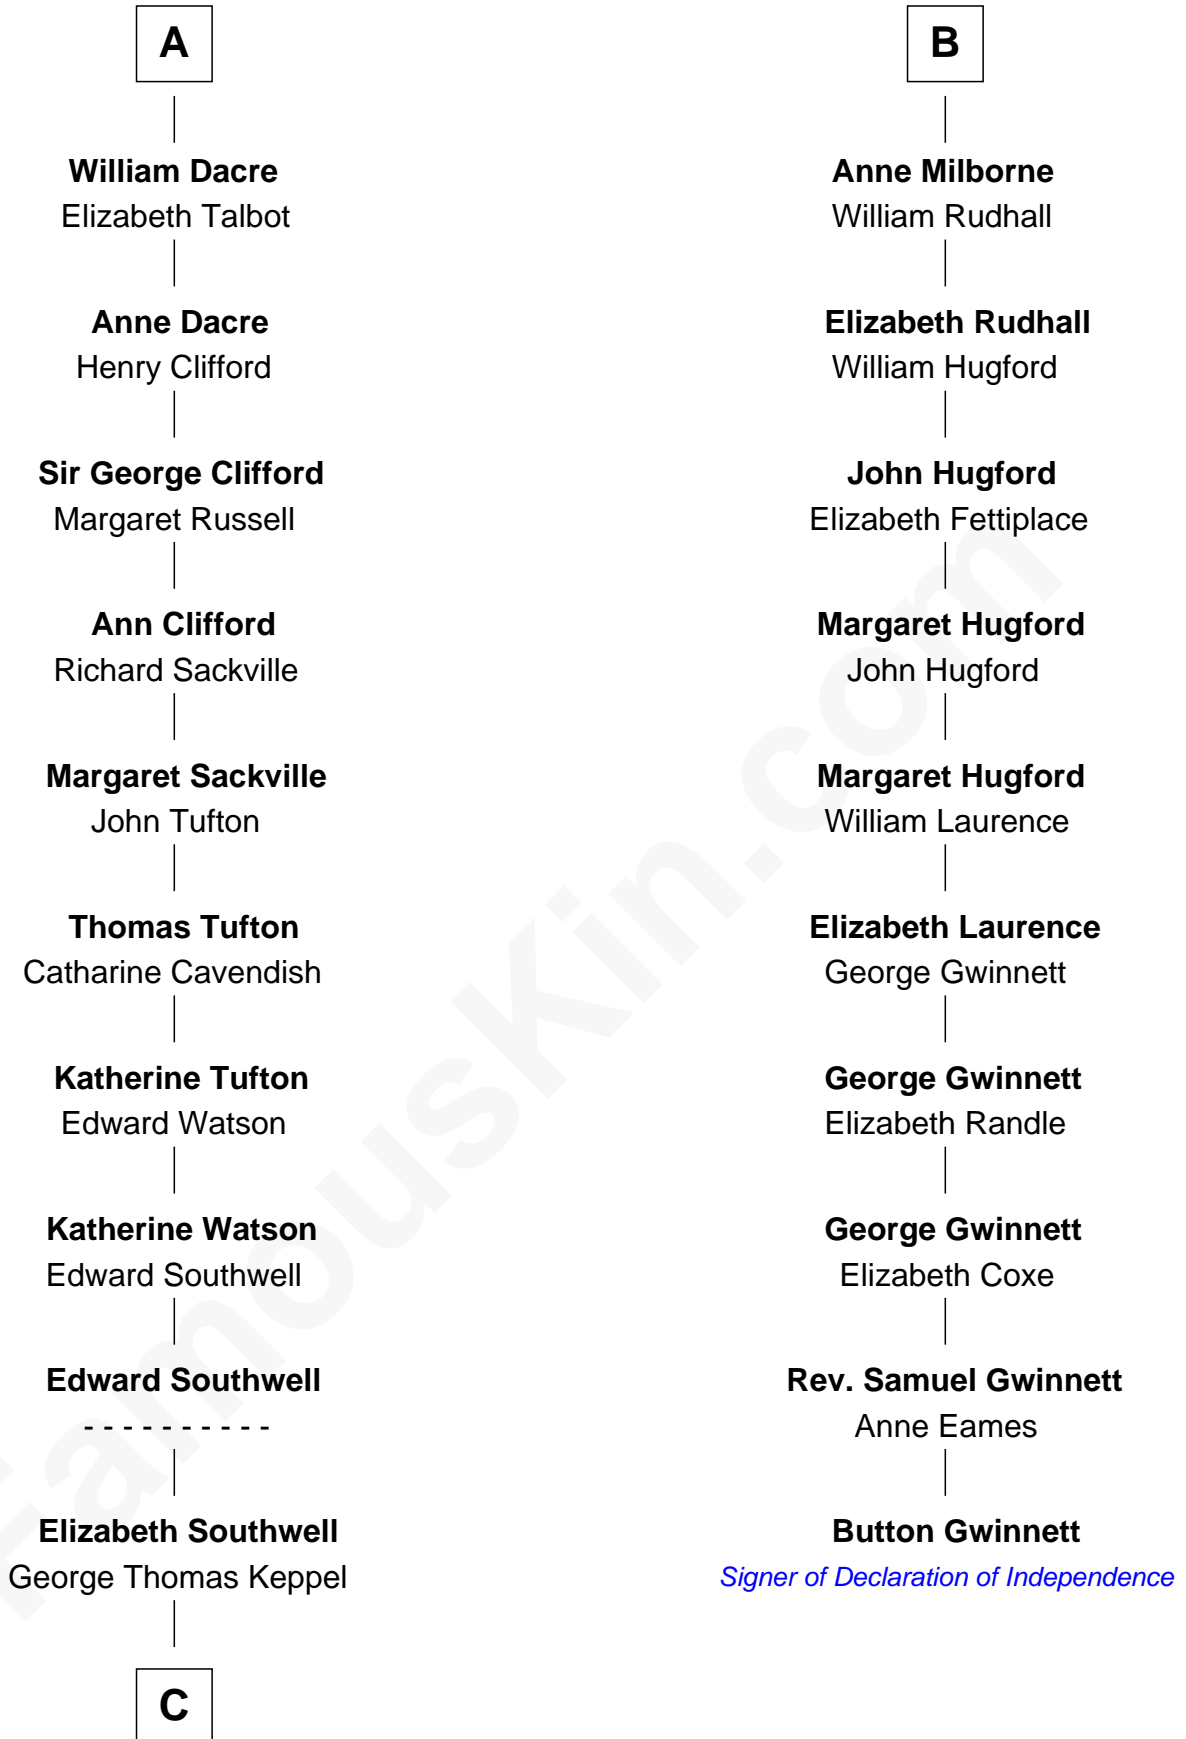 A
William Dacre
Elizabeth Talbot
Anne Dacre
Henry Clifford
Sir George Clifford
Margaret Russell
Ann Clifford
Richard Sackville
Margaret Sackville
John Tufton
Thomas Tufton
Catharine Cavendish
Katherine Tufton
Edward Watson
Katherine Watson
Edward Southwell
Edward Southwell
- - - - - - - - - -
Elizabeth Southwell
George Thomas Keppel
C
B
Anne Milborne
William Rudhall
Elizabeth Rudhall
William Hugford
John Hugford
Elizabeth Fettiplace
Margaret Hugford
John Hugford
Margaret Hugford
William Laurence
Elizabeth Laurence
George Gwinnett
George Gwinnett
Elizabeth Randle
George Gwinnett
Elizabeth Coxe
Rev. Samuel Gwinnett
Anne Eames
Button Gwinnett
Signer of Declaration of Independence
FamousKin.com